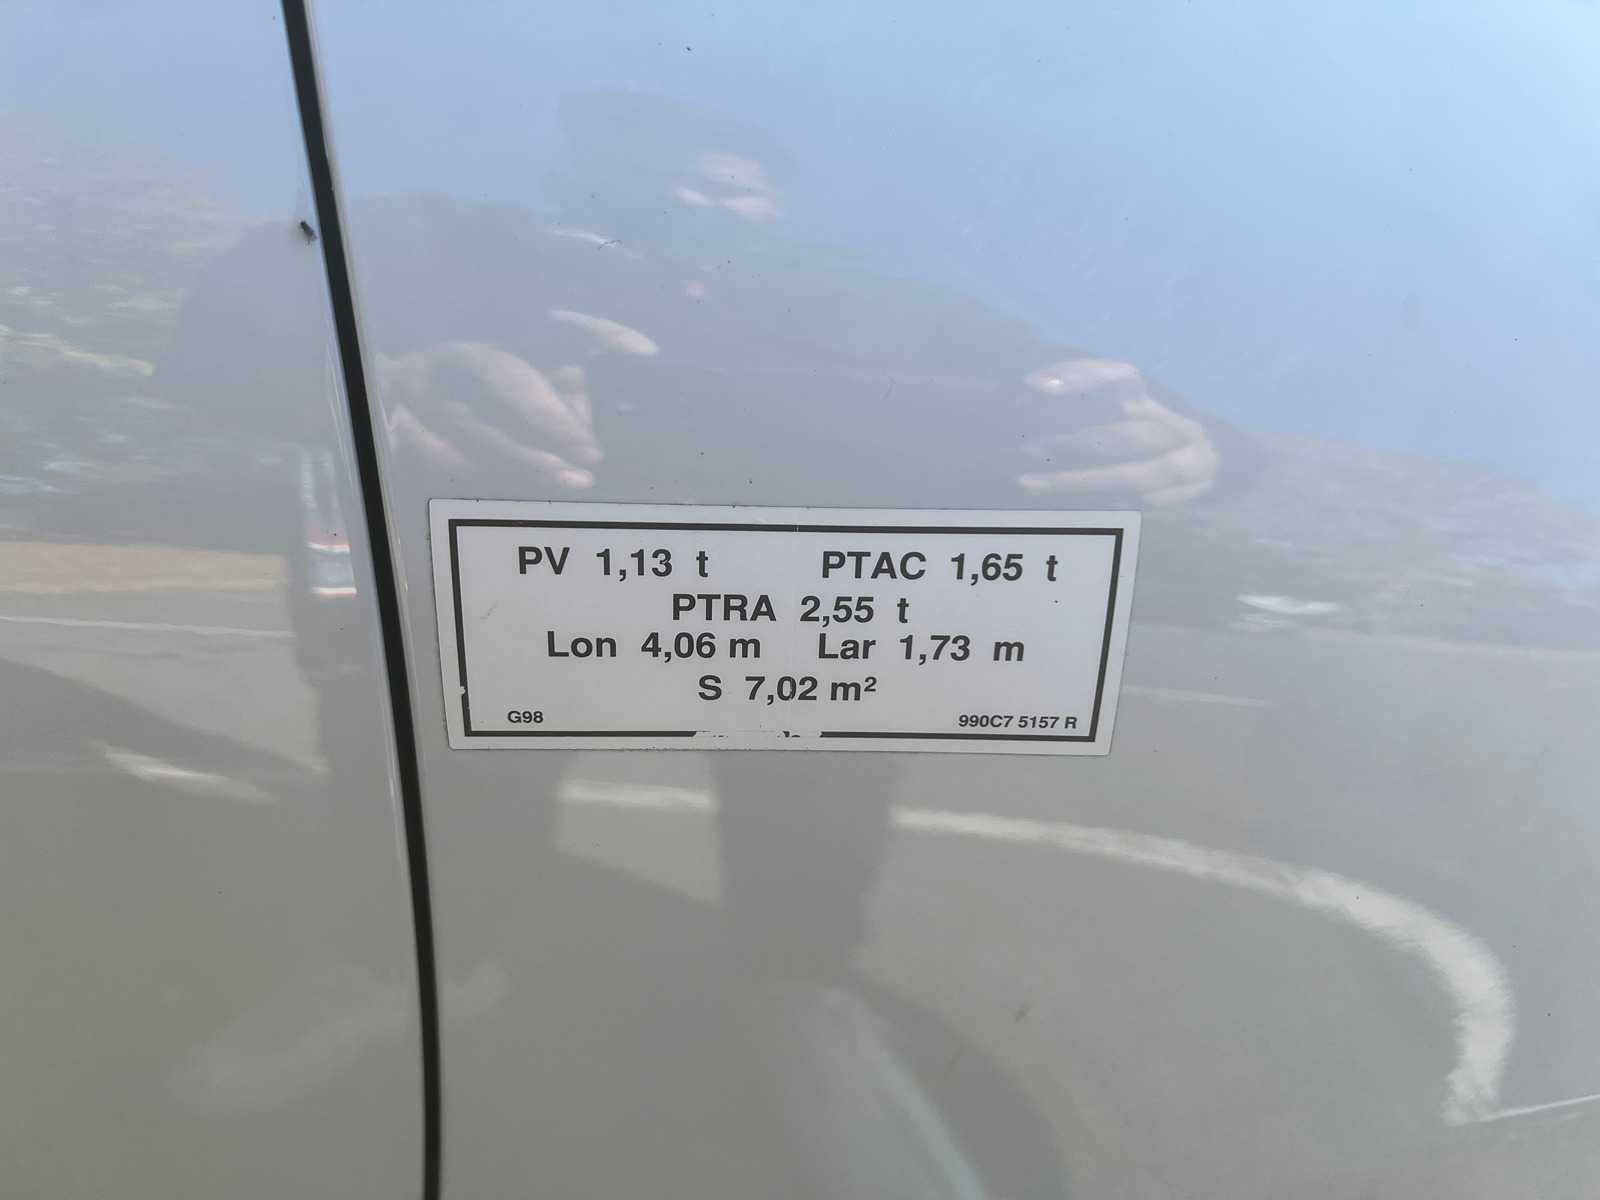 PV 1,13 t PTAC 1,65 t
PTRA 2,55 t
Lon 4,06 m Lar 1,73 m
S 7,02 m²
G98 990C7 5157 R